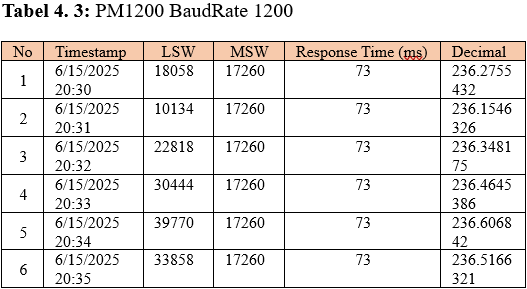 Tabel 4. 3: PM1200 BaudRate 1200
No Timestamp LSW MSW Response Time (ms) Decimal
1 6/15/2025 18058 17260 73 236.2755
20:30 432
2 6/15/2025 10134 17260 73 236.1546
20:31 326
3 6/15/2025 22818 17260 73 236.3481
20:32 75
4 6/15/2025 30444 17260 73 236.4645
20:33 386
5 6/15/2025 39770 17260 73 236.6068
20:34 42
6 6/15/2025 33858 17260 73 236.5166
20:35 321